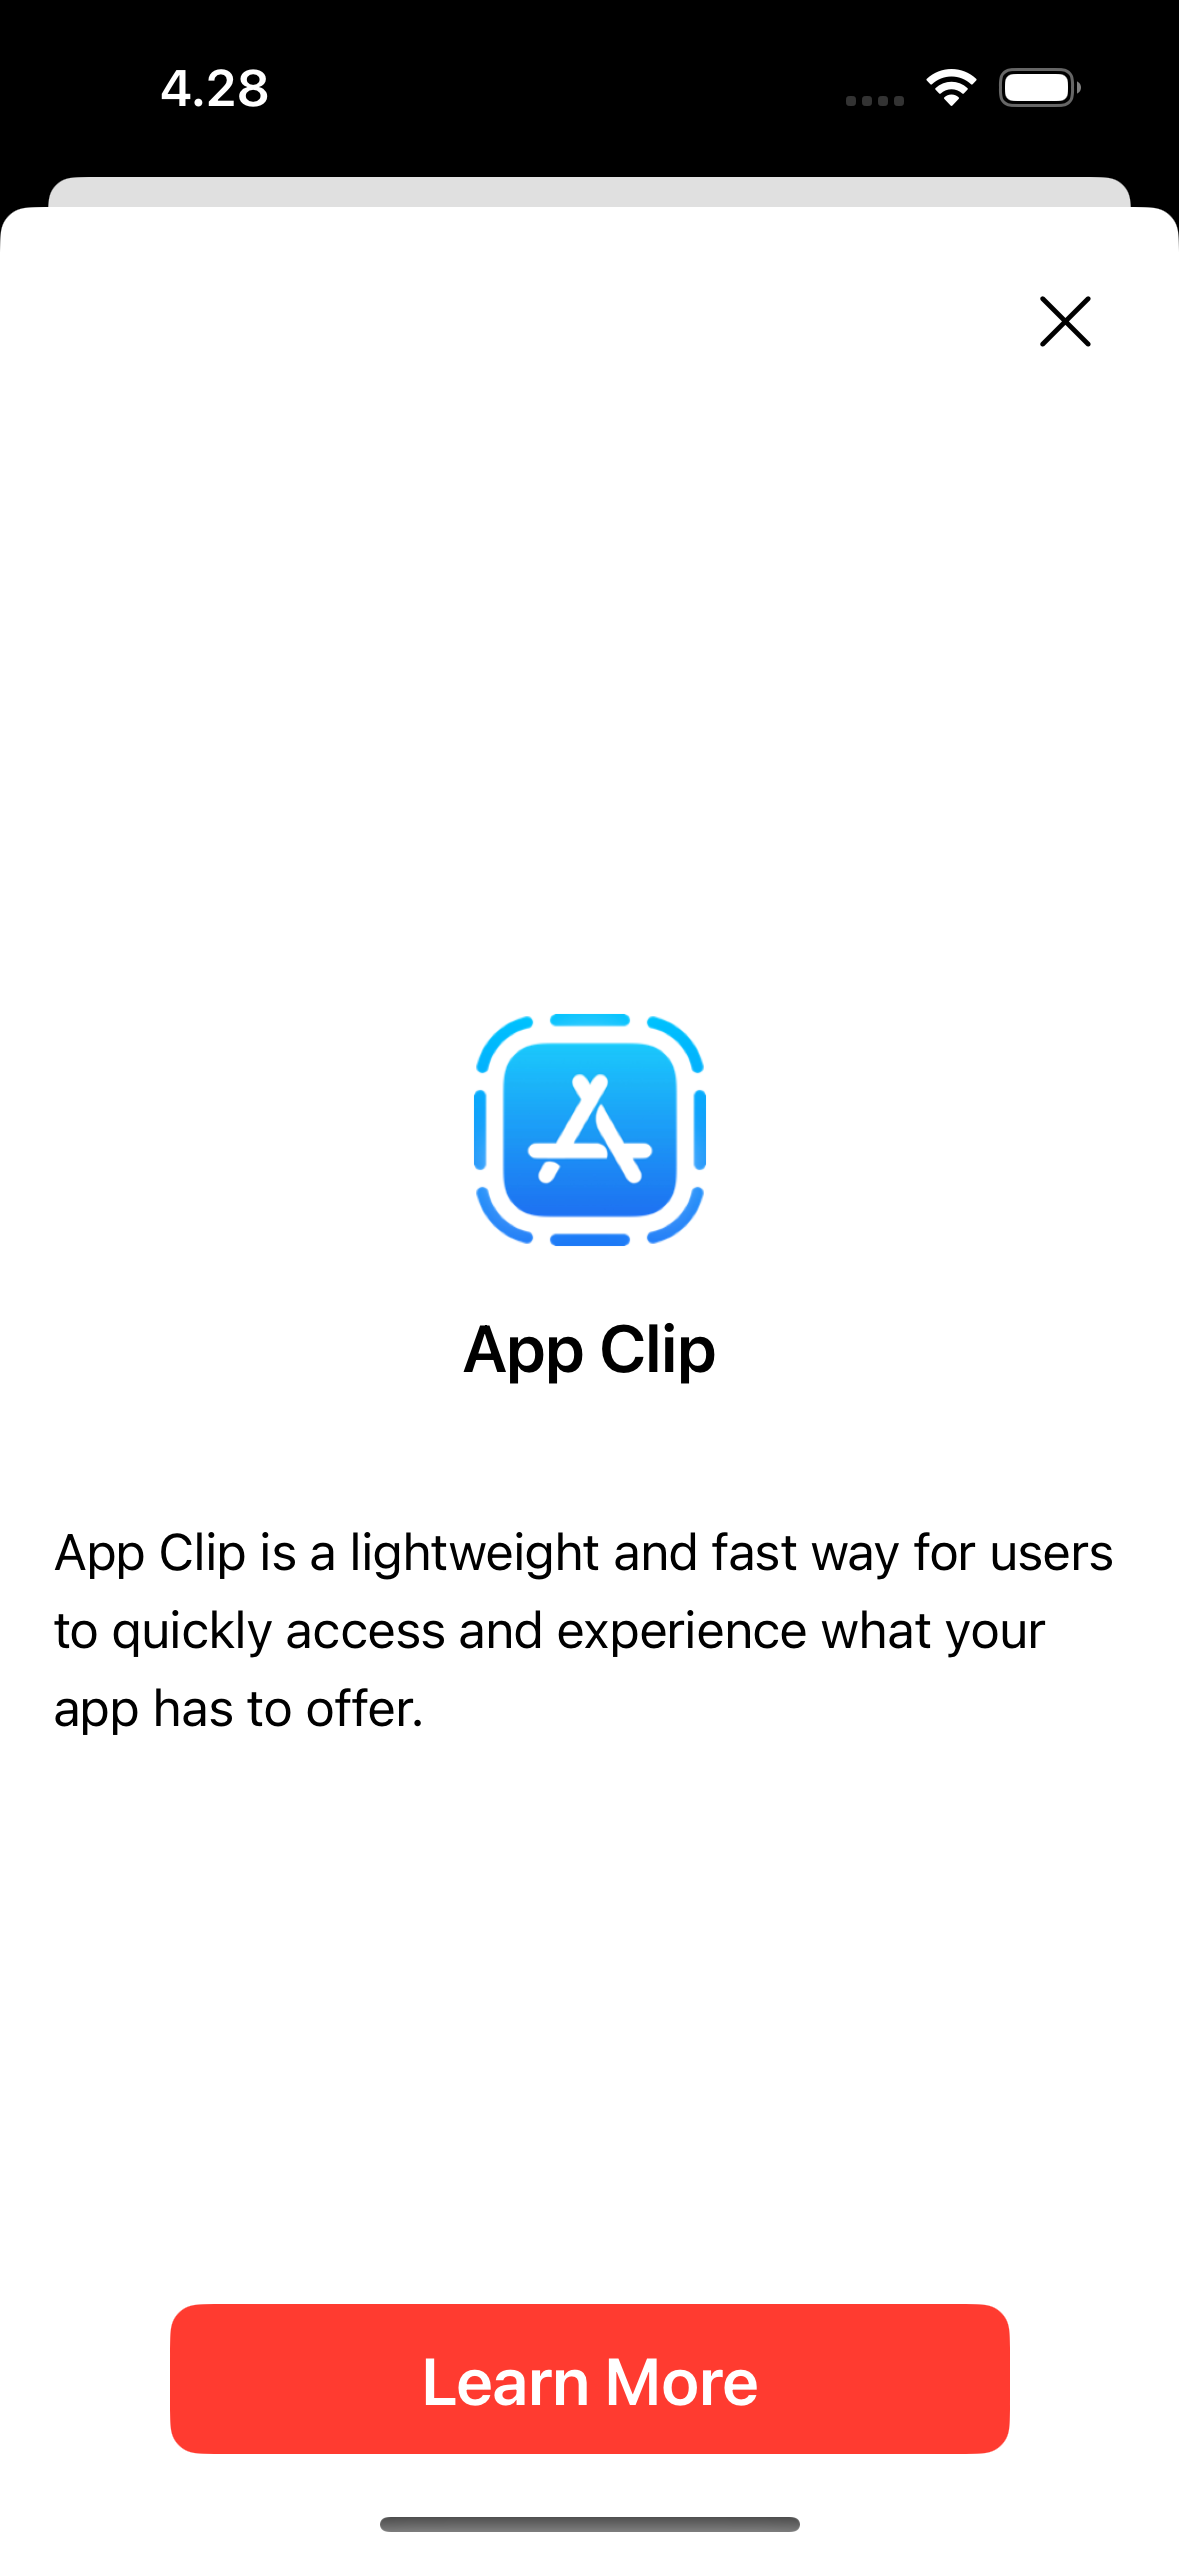 4.28
App Clip
App Clip is a lightweight and fast way for users
to quickly access and experience what your
app has to offer.
Learn More